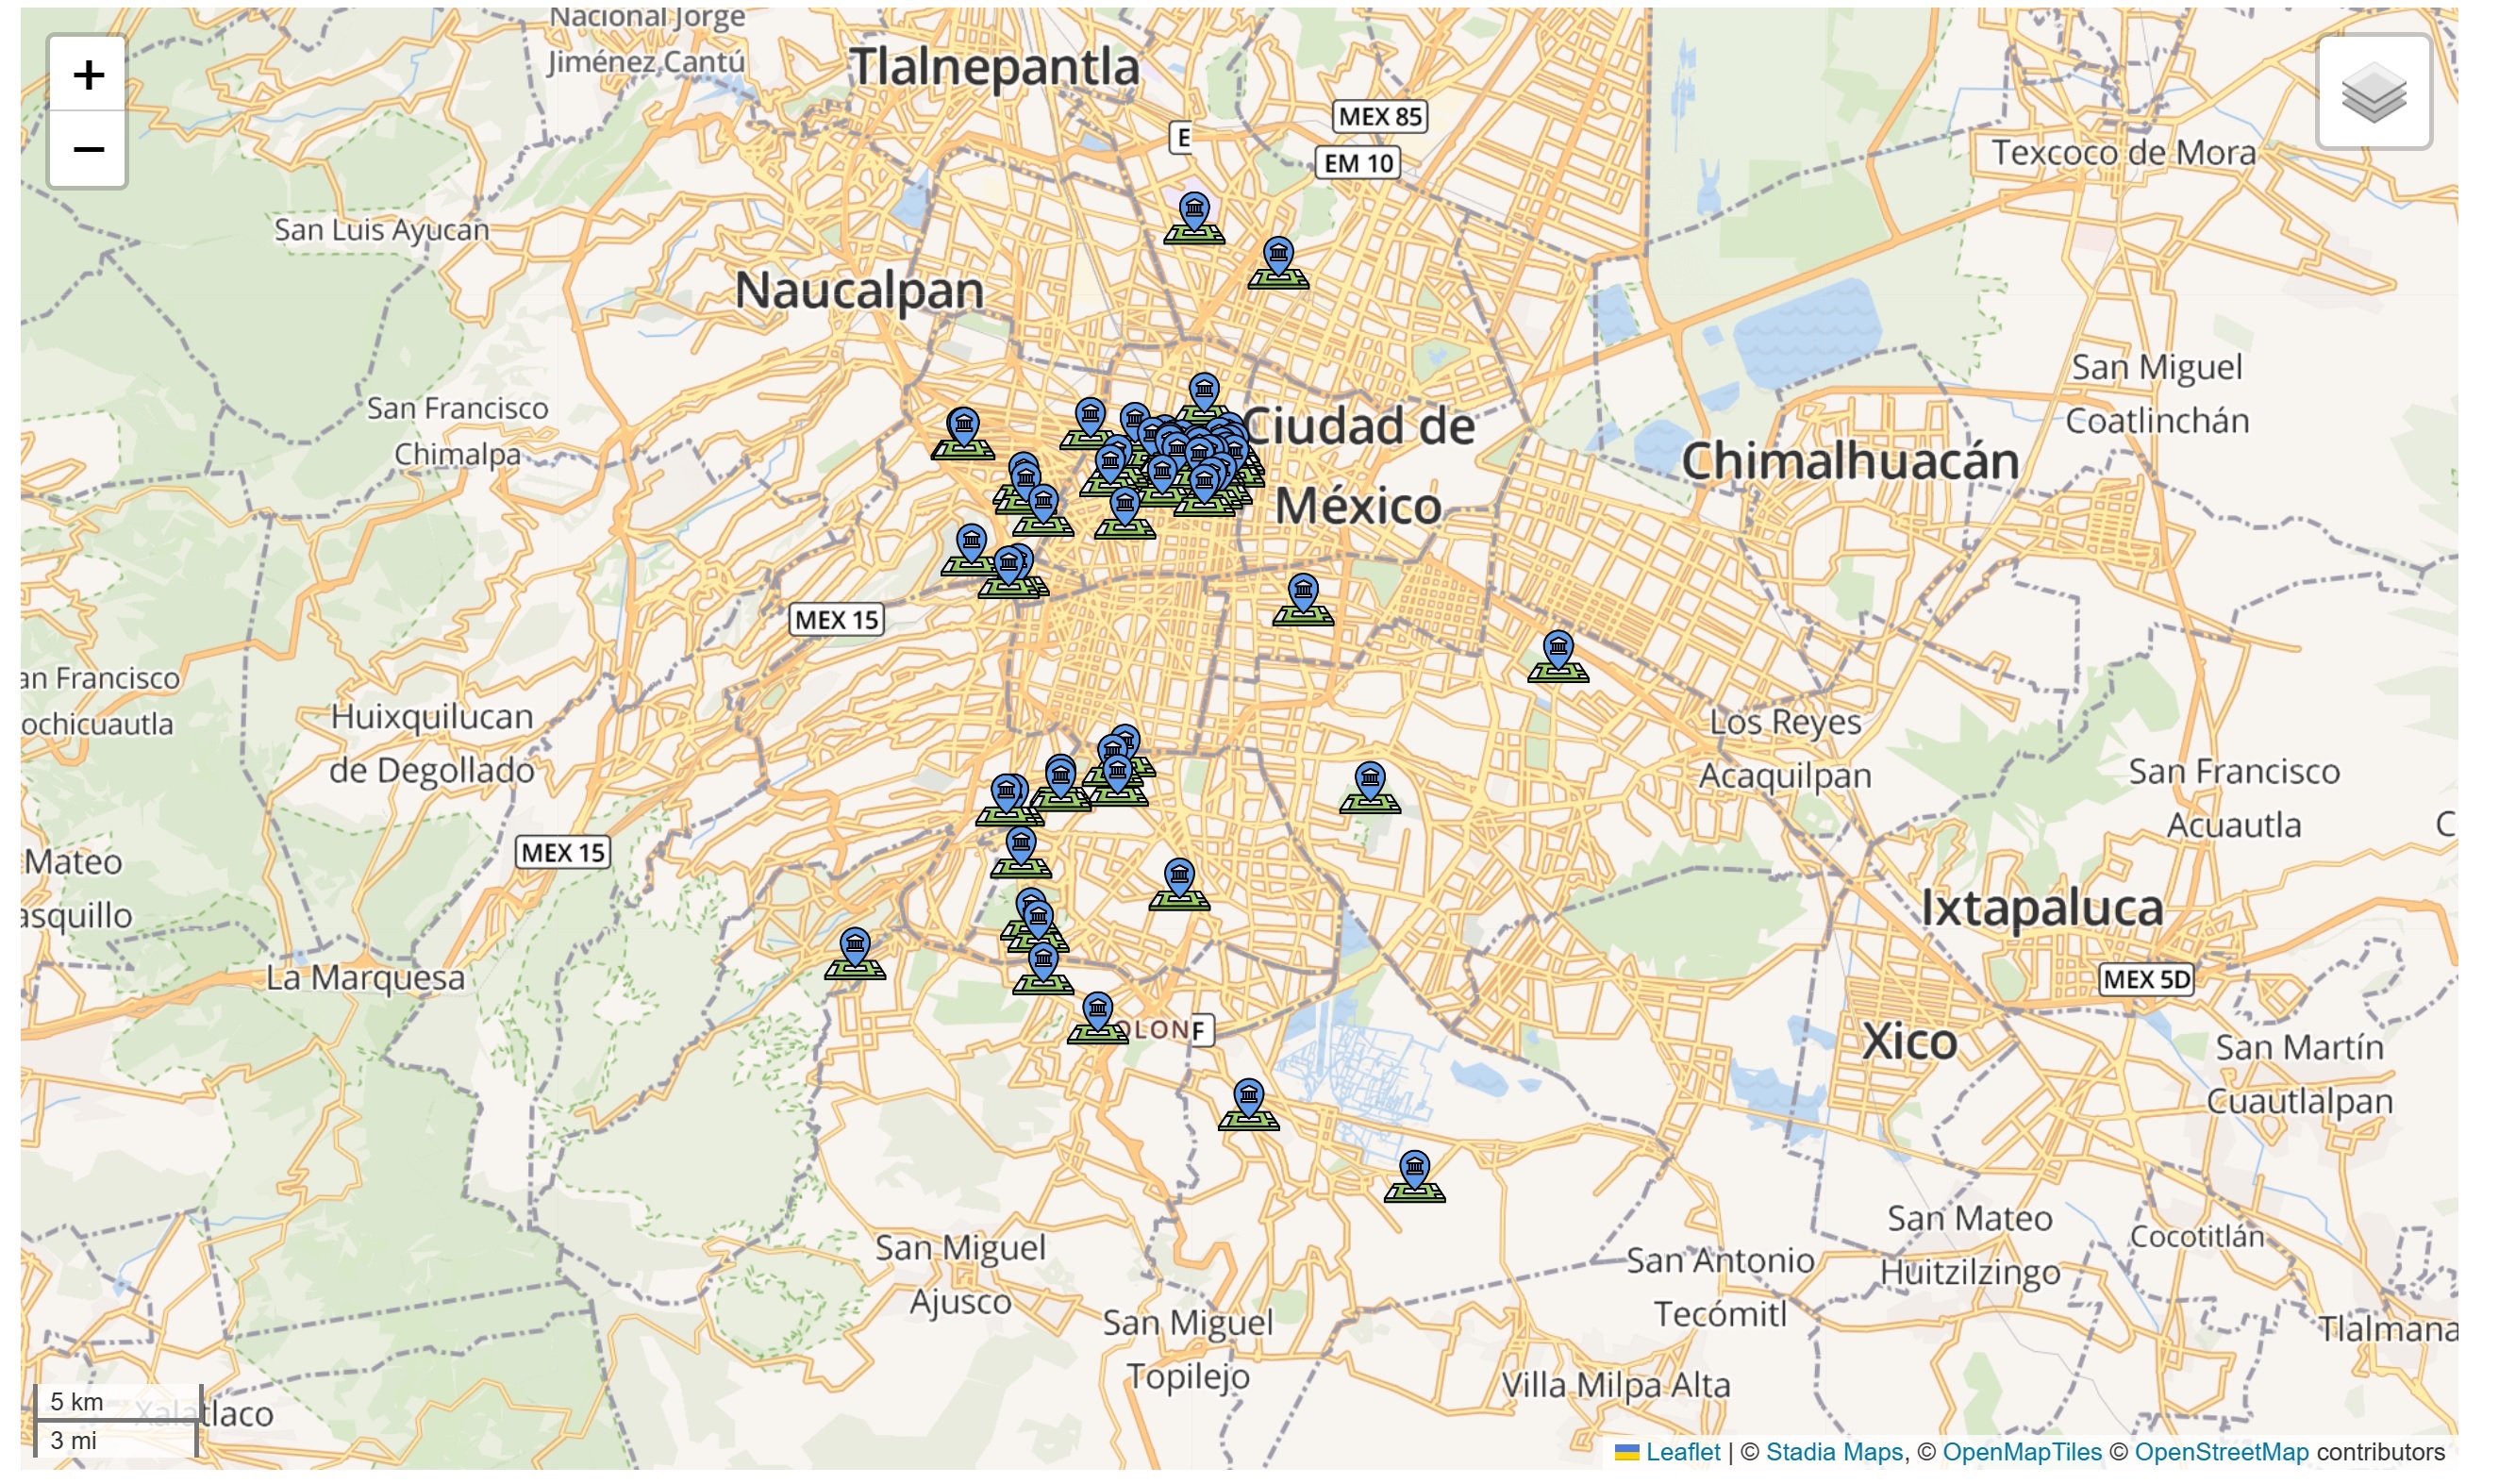 Nacional Jorge
Jiménez Cantú
Tlalnepantla
+
−
MEX 85
E
EM 10
Texcoco de Mora
San Luis Ayucan
Naucalpan
San Miguel
Coatlinchán
San Francisco
Chimalpa
Ciudad de
México
Chimalhuacán
MEX 15
an Francisco
ochicuautla
Huixquilucan
de Degollado
Los Reyes
Acaquilpan
San Francisco
Acuautla
C
MEX 15
Mateo
asquillo
Ixtapaluca
La Marquesa
MEX 5D
OLON
F
Xico
San Martín
Cuautlalpan
San Miguel
Ajusco
San Mateo
Huitzilzingo
Cocotitlán
San Antonio
Tecómitl
San Miguel
Topilejo
Tlalmana
Villa Milpa Alta
5 km
Xalatlaco
3 mi
Leaflet | © Stadia Maps, © OpenMapTiles © OpenStreetMap contributors